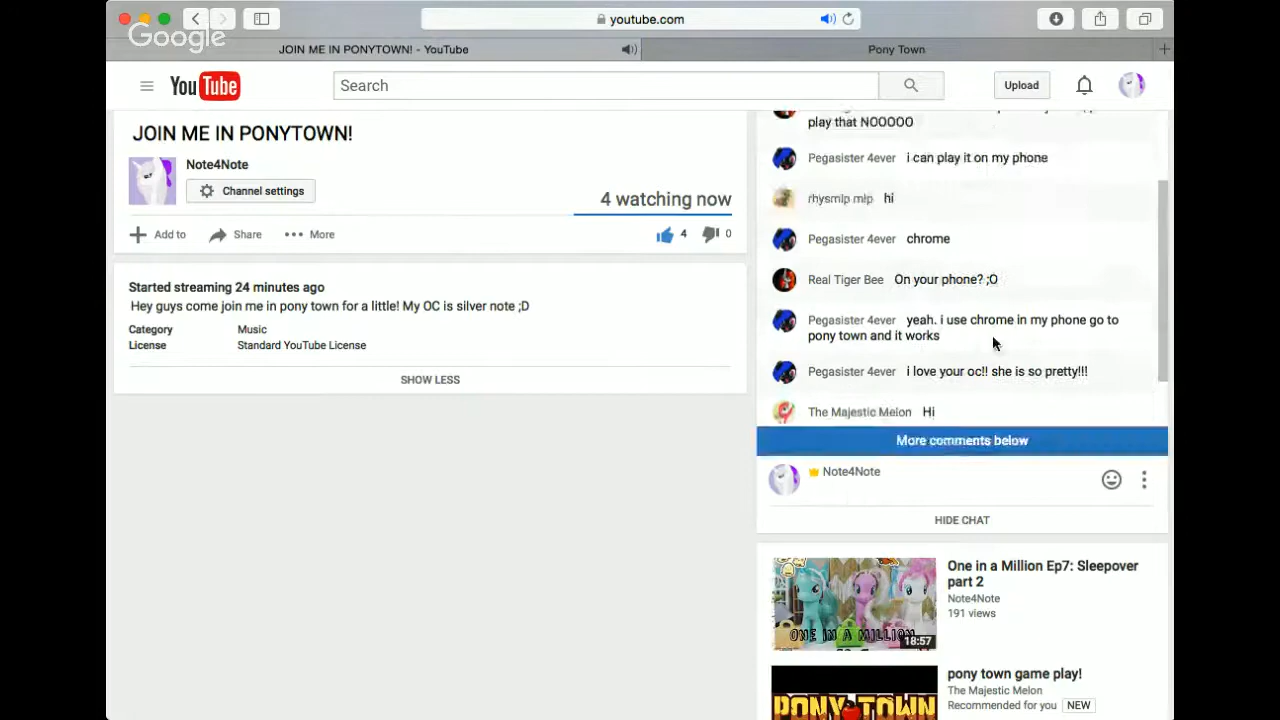 youtube.com
Google
JOIN ME IN PONYTOWN! - YouTube
Pony Town
YouTube
Search
Upload
JOIN ME IN PONYTOWN!
Note4Note
Channel settings
4 watching now
Add to
Share
More
4
0
Started streaming 24 minutes ago
Hey guys come join me in pony town for a little! My OC is silver note ;D
Category Music
License Standard YouTube License
SHOW LESS
play that NOOOOO
Pegasister 4ever i can play it on my phone
rhysmlp mlp hi
Pegasister 4ever chrome
Real Tiger Bee On your phone? ;O
Pegasister 4ever yeah. i use chrome in my phone go to
pony town and it works
Pegasister 4ever i love your oc!! she is so pretty!!!
The Majestic Melon Hi
More comments below
Note4Note
HIDE CHAT
One in a Million Ep7: Sleepover
part 2
Note4Note
191 views
ONE IN A MILLION
18:57
pony town game play!
The Majestic Melon
Recommended for you NEW
PONY TOWN